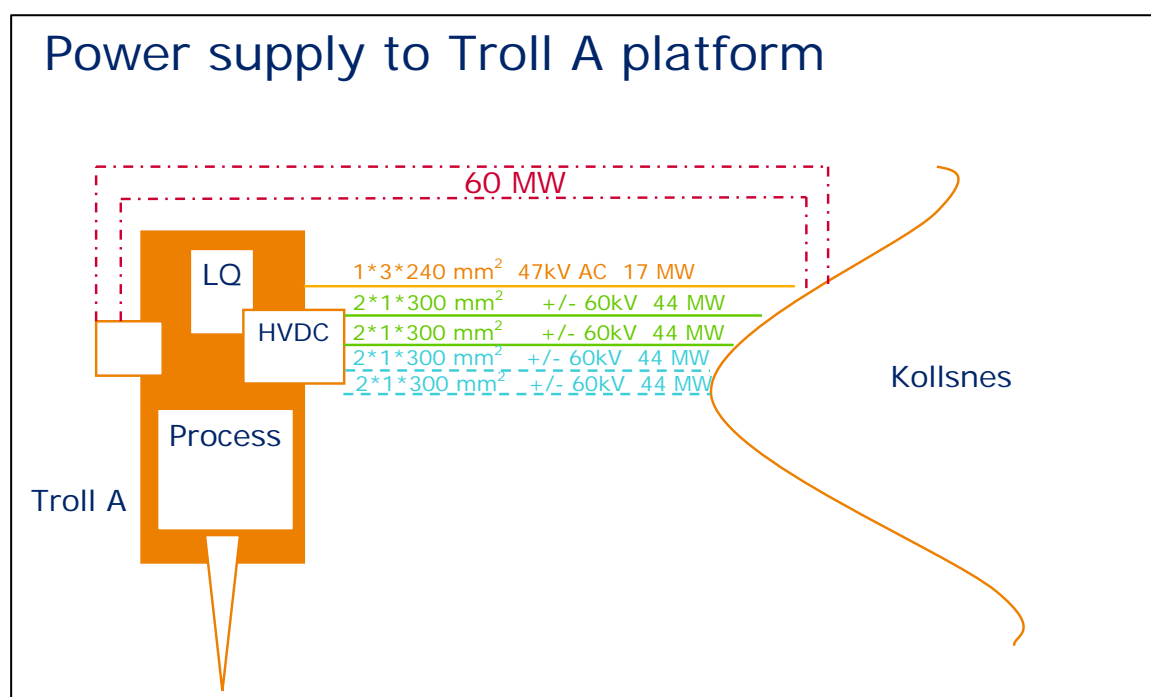 Power supply to Troll A platform
60 MW
LQ
1*3*240 mm² 47kV AC 17 MW
2*1*300 mm² +/- 60kV 44 MW
HVDC
2*1*300 mm² +/- 60kV 44 MW
2*1*300 mm² +/- 60kV 44 MW
2*1*300 mm² +/- 60kV 44 MW
Kollsnes
Process
Troll A